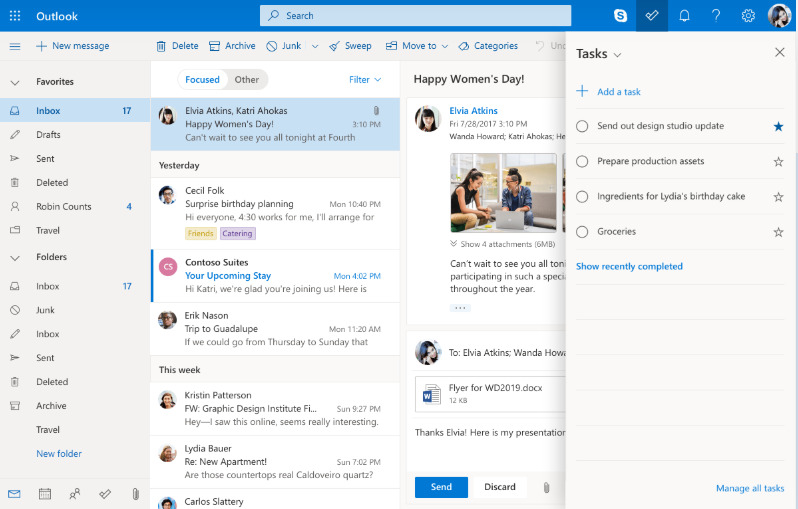 Outlook
Search
New message
Delete
Archive
Junk
Sweep
Move to
Categories
Favorites
Inbox 17
Drafts
Sent
Deleted
Robin Counts 4
Travel
Folders
Inbox 17
Junk
Inbox
Sent
Deleted
Archive
Travel
New folder
Focused Other
Filter
Elvia Atkins, Katri Ahokas
Happy Women's Day! 3:10 PM
Can't wait to see you all tonight at Fourth
Yesterday
Cecil Folk
Surprise birthday planning Mon 10:40 PM
Hi everyone, 4:30 works for me, I'll arrange for
Friends Catering
CS
Contoso Suites
Your Upcoming Stay Mon 4:02 PM
Hi Katri, we're glad you're joining us! Here is
Erik Nason
Trip to Guadalupe Mon 11:20 AM
If we could go from Thursday to Sunday that
This week
Kristin Patterson
FW: Graphic Design Institute Fi... Sun 9:27 PM
Hey—I saw this online, seems really interesting.
Lydia Bauer
Re: New Apartment! Sun 7:02 PM
Are those countertops real Caldoveiro quartz?
Carlos Slattery
Happy Women's Day!
Elvia Atkins
Fri 7/28/2017 3:10 PM
Wanda Howard; Katri Ahokas; He
Show 4 attachments (6MB)
Can't wait to see you all toni
participating in such a specia
throughout the year.
...
To: Elvia Atkins; Wanda Howa
Flyer for WD2019.docx
12 KB
Thanks Elvia! Here is my presentation
Send Discard
Tasks
Add a task
Send out design studio update
Prepare production assets
Ingredients for Lydia's birthday cake
Groceries
Show recently completed
Manage all tasks